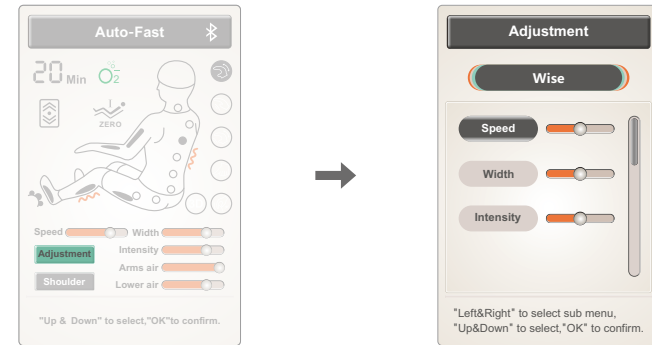 Auto-Fast
20 Min O2
ZERO
Speed Width
Adjustment Intensity
Arms air
Shoulder Lower air
"Up & Down" to select,"OK"to confirm.
Adjustment
Wise
Speed
Width
Intensity
"Left&Right" to select sub menu,
"Up&Down" to select,"OK" to confirm.